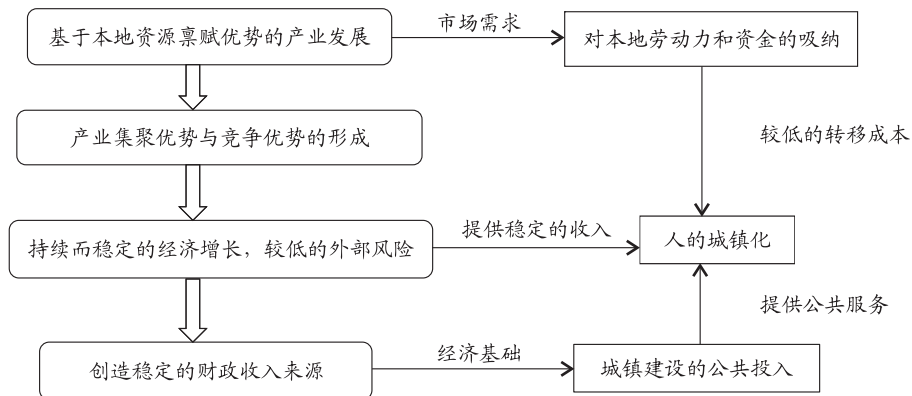 基于本地资源禀赋优势的产业发展
市场需求
对本地劳动力和资金的吸纳
产业集聚优势与竞争优势的形成
较低的转移成本
持续而稳定的经济增长，较低的外部风险
提供稳定的收入
人的城镇化
提供公共服务
创造稳定的财政收入来源
经济基础
城镇建设的公共投入